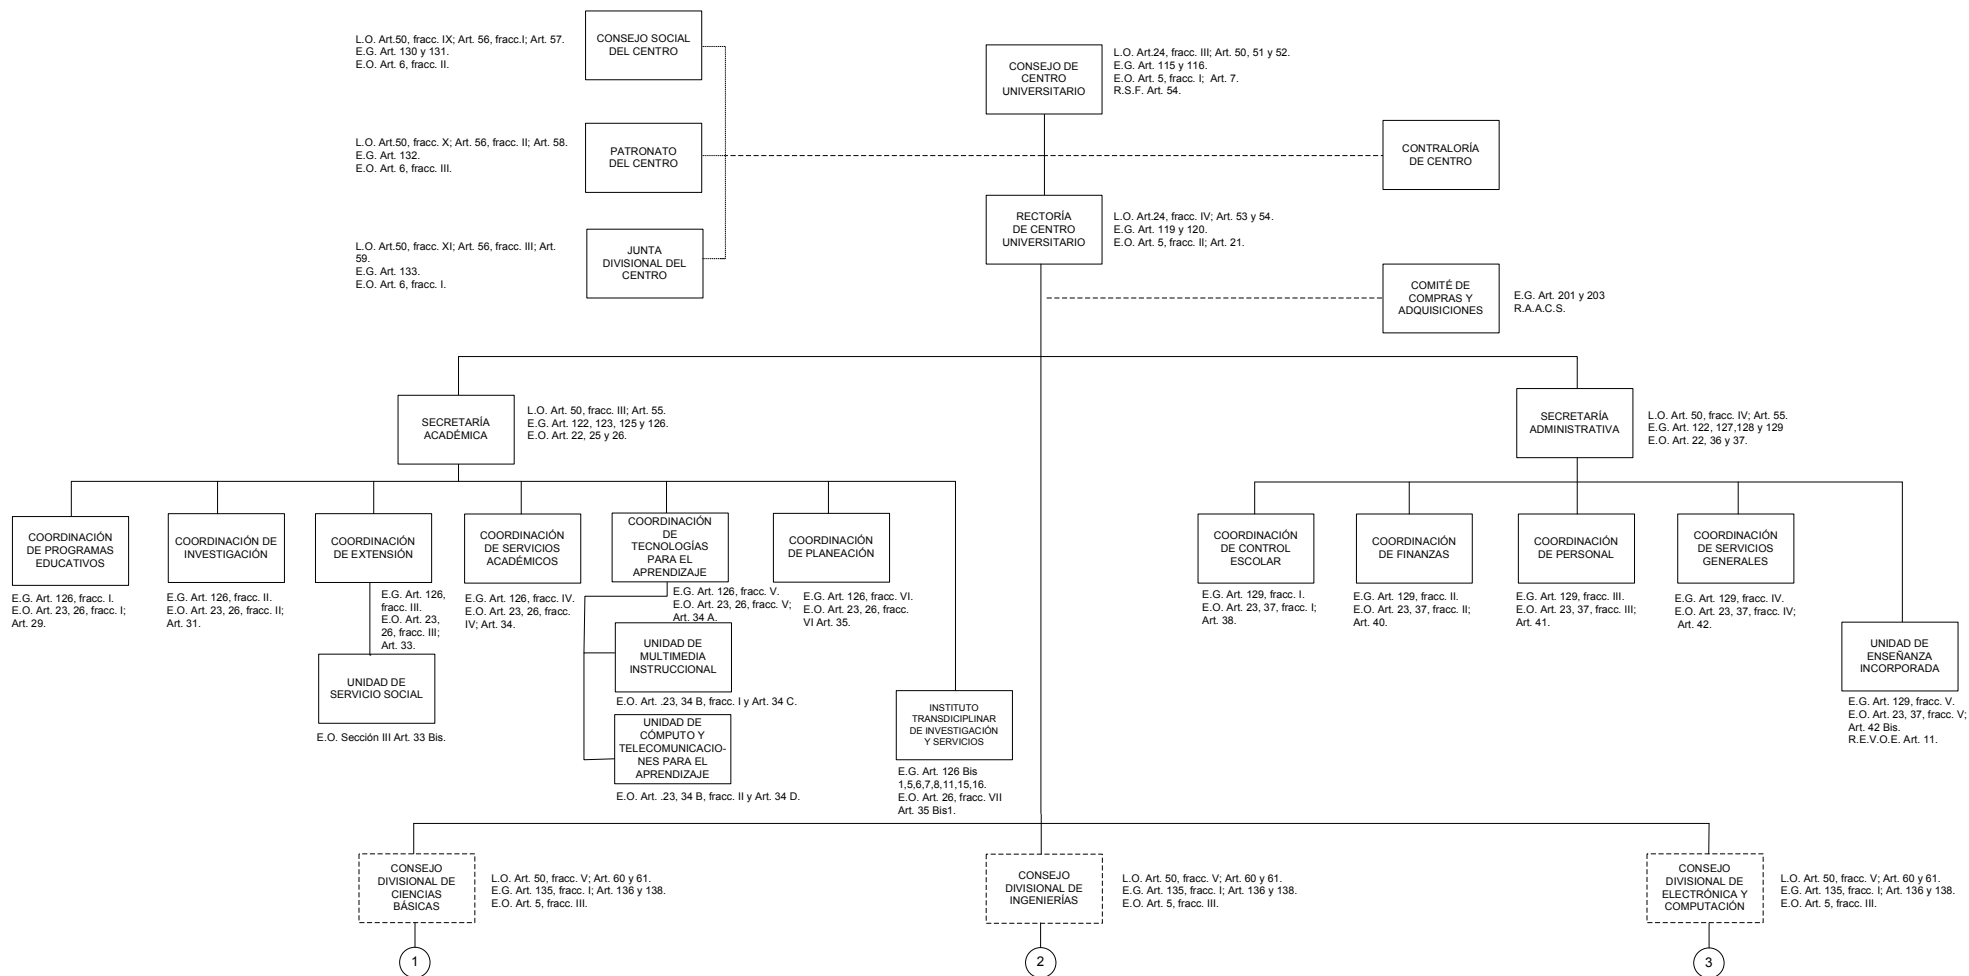 L.O. Art.50, fracc. IX; Art. 56, fracc.I; Art. 57.
E.G. Art. 130 y 131.
E.O. Art. 6, fracc. II.
CONSEJO SOCIAL
DEL CENTRO
CONSEJO DE
CENTRO
UNIVERSITARIO
L.O. Art.24, fracc. III; Art. 50, 51 y 52.
E.G. Art. 115 y 116.
E.O. Art. 5, fracc. I; Art. 7.
R.S.F. Art. 54.
L.O. Art.50, fracc. X; Art. 56, fracc. II; Art. 58.
E.G. Art. 132.
E.O. Art. 6, fracc. III.
PATRONATO
DEL CENTRO
CONTRALORÍA
DE CENTRO
RECTORÍA
DE CENTRO
UNIVERSITARIO
L.O. Art.24, fracc. IV; Art. 53 y 54.
E.G. Art. 119 y 120.
E.O. Art. 5, fracc. II; Art. 21.
L.O. Art.50, fracc. XI; Art. 56, fracc. III; Art.
59.
E.G. Art. 133.
E.O. Art. 6, fracc. I.
JUNTA
DIVISIONAL DEL
CENTRO
COMITÉ DE
COMPRAS Y
ADQUISICIONES
E.G. Art. 201 y 203
R.A.A.C.S.
SECRETARÍA
ACADÉMICA
L.O. Art. 50, fracc. III; Art. 55.
E.G. Art. 122, 123, 125 y 126.
E.O. Art. 22, 25 y 26.
SECRETARÍA
ADMINISTRATIVA
L.O. Art. 50, fracc. IV; Art. 55.
E.G. Art. 122, 127,128 y 129
E.O. Art. 22, 36 y 37.
COORDINACIÓN
DE PROGRAMAS
EDUCATIVOS
E.G. Art. 126, fracc. I.
E.O. Art. 23, 26, fracc. I;
Art. 29.
COORDINACIÓN DE
INVESTIGACIÓN
E.G. Art. 126, fracc. II.
E.O. Art. 23, 26, fracc. II;
Art. 31.
COORDINACIÓN
DE EXTENSIÓN
E.G. Art. 126,
fracc. III.
E.O. Art. 23,
26, fracc. III;
Art. 33.
UNIDAD DE
SERVICIO SOCIAL
E.O. Sección III Art. 33 Bis.
COORDINACIÓN
DE SERVICIOS
ACADÉMICOS
E.G. Art. 126, fracc. IV.
E.O. Art. 23, 26, fracc.
IV; Art. 34.
COORDINACIÓN
DE
TECNOLOGÍAS
PARA EL
APRENDIZAJE
E.G. Art. 126, fracc. V.
E.O. Art. 23, 26, fracc. V;
Art. 34 A.
UNIDAD DE
MULTIMEDIA
INSTRUCCIONAL
E.O. Art. .23, 34 B, fracc. I y Art. 34 C.
UNIDAD DE
CÓMPUTO Y
TELECOMUNICACIO-
NES PARA EL
APRENDIZAJE
E.O. Art. .23, 34 B, fracc. II y Art. 34 D.
COORDINACIÓN
DE PLANEACIÓN
E.G. Art. 126, fracc. VI.
E.O. Art. 23, 26, fracc.
VI Art. 35.
INSTITUTO
TRANSDICIPLINAR
DE INVESTIGACIÓN
Y SERVICIOS
E.G. Art. 126 Bis
1,5,6,7,8,11,15,16.
E.O. Art. 26, fracc. VII
Art. 35 Bis1.
COORDINACIÓN
DE CONTROL
ESCOLAR
E.G. Art. 129, fracc. I.
E.O. Art. 23, 37, fracc. I;
Art. 38.
COORDINACIÓN
DE FINANZAS
E.G. Art. 129, fracc. II.
E.O. Art. 23, 37, fracc. II;
Art. 40.
COORDINACIÓN
DE PERSONAL
E.G. Art. 129, fracc. III.
E.O. Art. 23, 37, fracc. III;
Art. 41.
COORDINACIÓN
DE SERVICIOS
GENERALES
E.G. Art. 129, fracc. IV.
E.O. Art. 23, 37, fracc. IV;
Art. 42.
UNIDAD DE
ENSEÑANZA
INCORPORADA
E.G. Art. 129, fracc. V.
E.O. Art. 23, 37, fracc. V;
Art. 42 Bis.
R.E.V.O.E. Art. 11.
CONSEJO
DIVISIONAL DE
CIENCIAS
BÁSICAS
L.O. Art. 50, fracc. V; Art. 60 y 61.
E.G. Art. 135, fracc. I; Art. 136 y 138.
E.O. Art. 5, fracc. III.
CONSEJO
DIVISIONAL DE
INGENIERÍAS
L.O. Art. 50, fracc. V; Art. 60 y 61.
E.G. Art. 135, fracc. I; Art. 136 y 138.
E.O. Art. 5, fracc. III.
CONSEJO
DIVISIONAL DE
ELECTRÓNICA Y
COMPUTACIÓN
L.O. Art. 50, fracc. V; Art. 60 y 61.
E.G. Art. 135, fracc. I; Art. 136 y 138.
E.O. Art. 5, fracc. III.
1
2
3